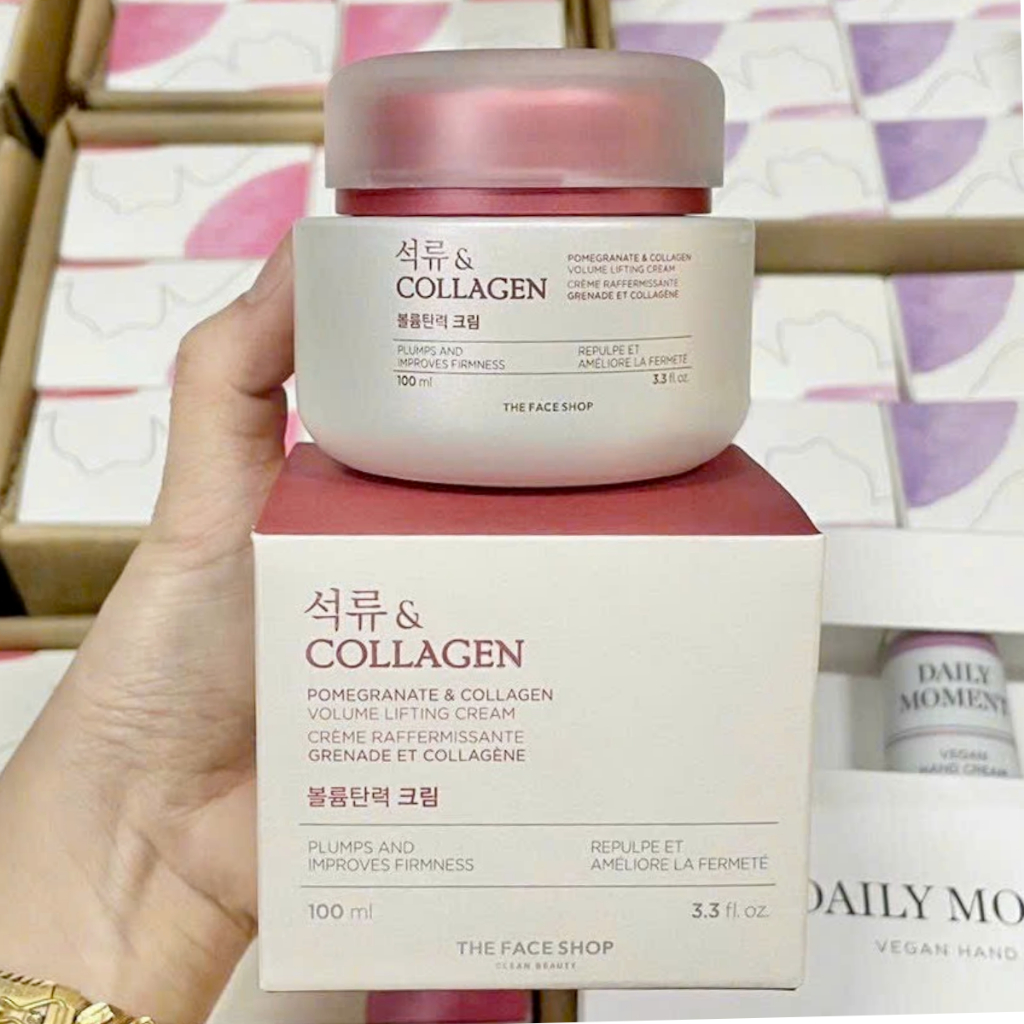 석류 &
COLLAGEN
POMEGRANATE & COLLAGEN
VOLUME LIFTING CREAM
CRÈME RAFFERMISSANTE
GRENADE ET COLLAGÈNE
볼륨탄력 크림
PLUMPS AND
IMPROVES FIRMNESS
REPULPE ET
AMÉLIORE LA FERMETÉ
100 ml
3.3 fl. oz.
THE FACE SHOP
석류 &
COLLAGEN
POMEGRANATE & COLLAGEN
VOLUME LIFTING CREAM
CRÈME RAFFERMISSANTE
GRENADE ET COLLAGÈNE
볼륨탄력 크림
PLUMPS AND
IMPROVES FIRMNESS
REPULPE ET
AMÉLIORE LA FERMETÉ
100 ml
3.3 fl. oz.
THE FACE SHOP
CLEAN BEAUTY
DAILY
MOMENT
VEGAN
HAND CREAM
DAILY MO
VEGAN HAND